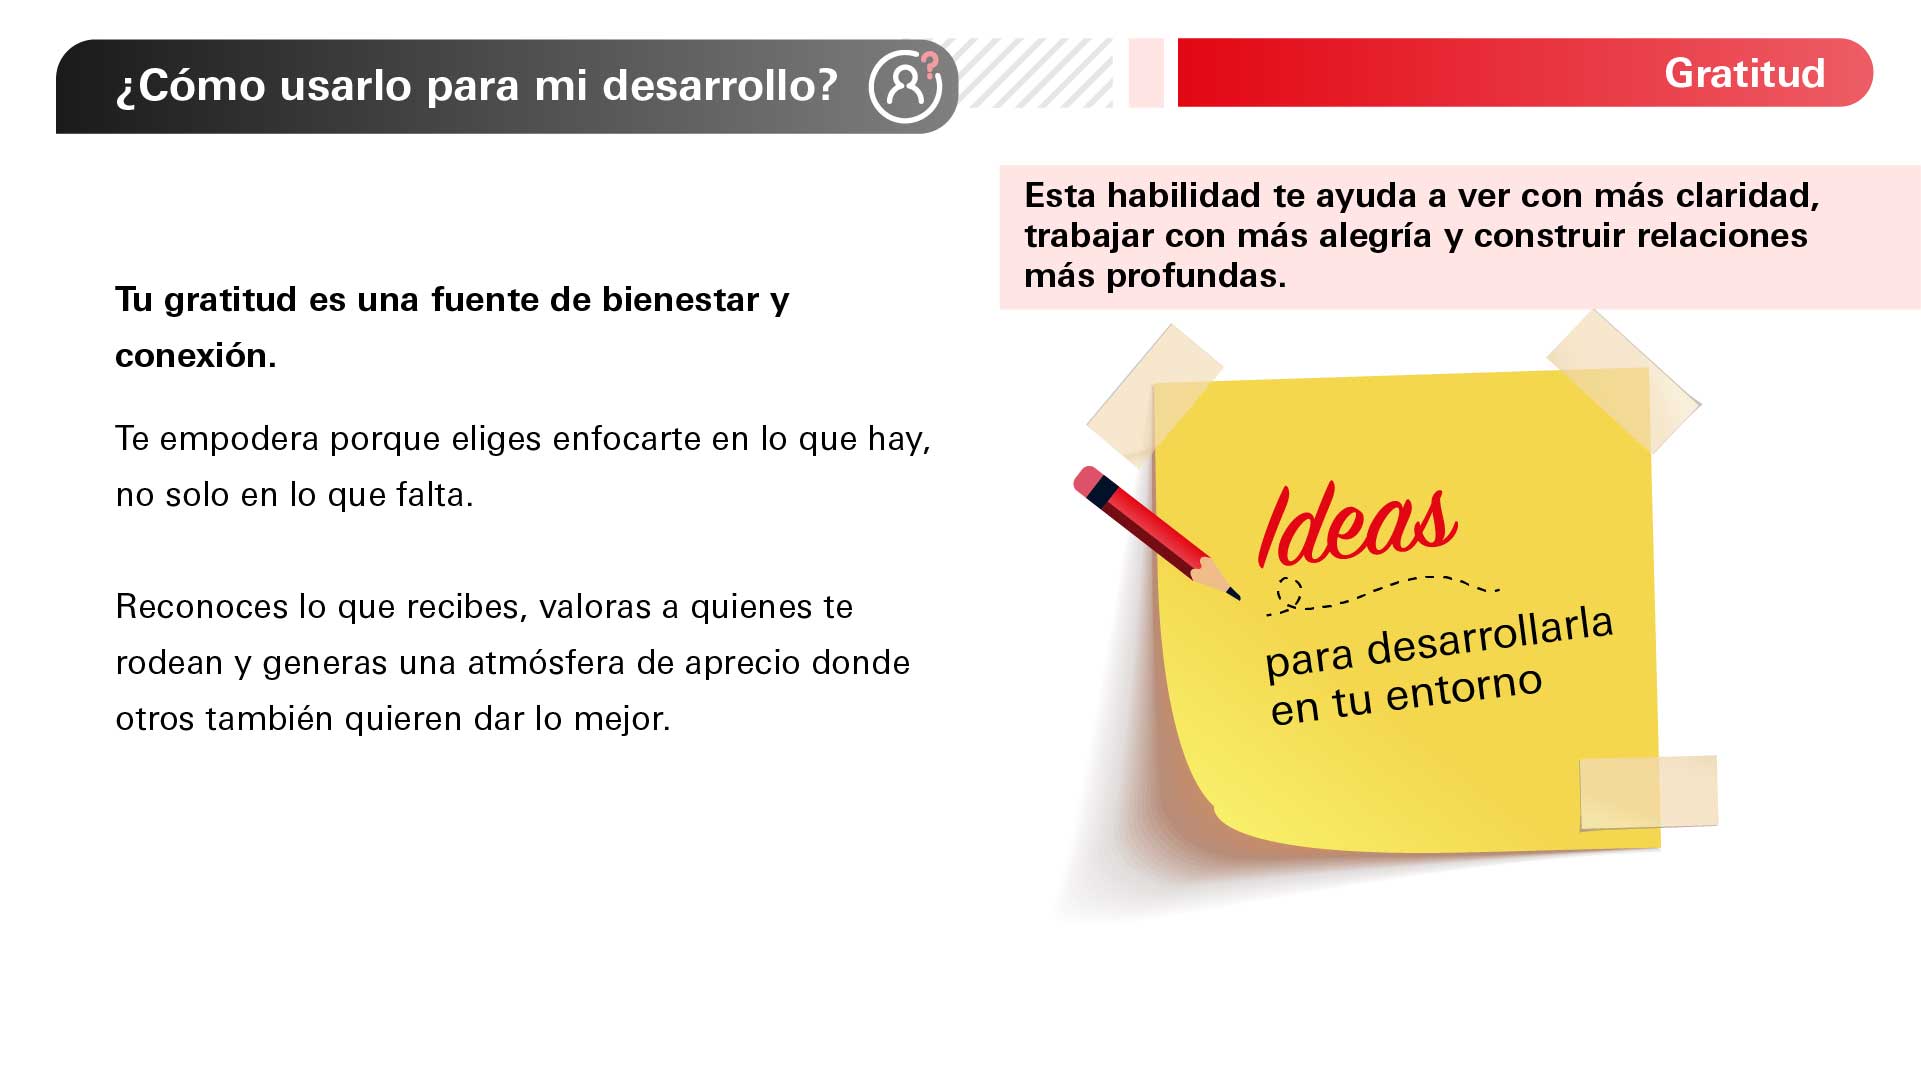 ¿Cómo usarlo para mi desarrollo?
Gratitud
Tu gratitud es una fuente de bienestar y
conexión.
Te empodera porque eliges enfocarte en lo que hay,
no solo en lo que falta.
Reconoces lo que recibes, valoras a quienes te
rodean y generas una atmósfera de aprecio donde
otros también quieren dar lo mejor.
Esta habilidad te ayuda a ver con más claridad,
trabajar con más alegría y construir relaciones
más profundas.
Ideas
para desarrollarla
en tu entorno